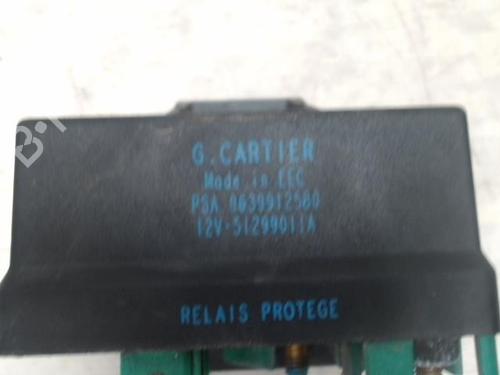 G.CARTIER
Made in EEC
PSA 9639912580
12V-51299011A
RELAIS PROTEGE